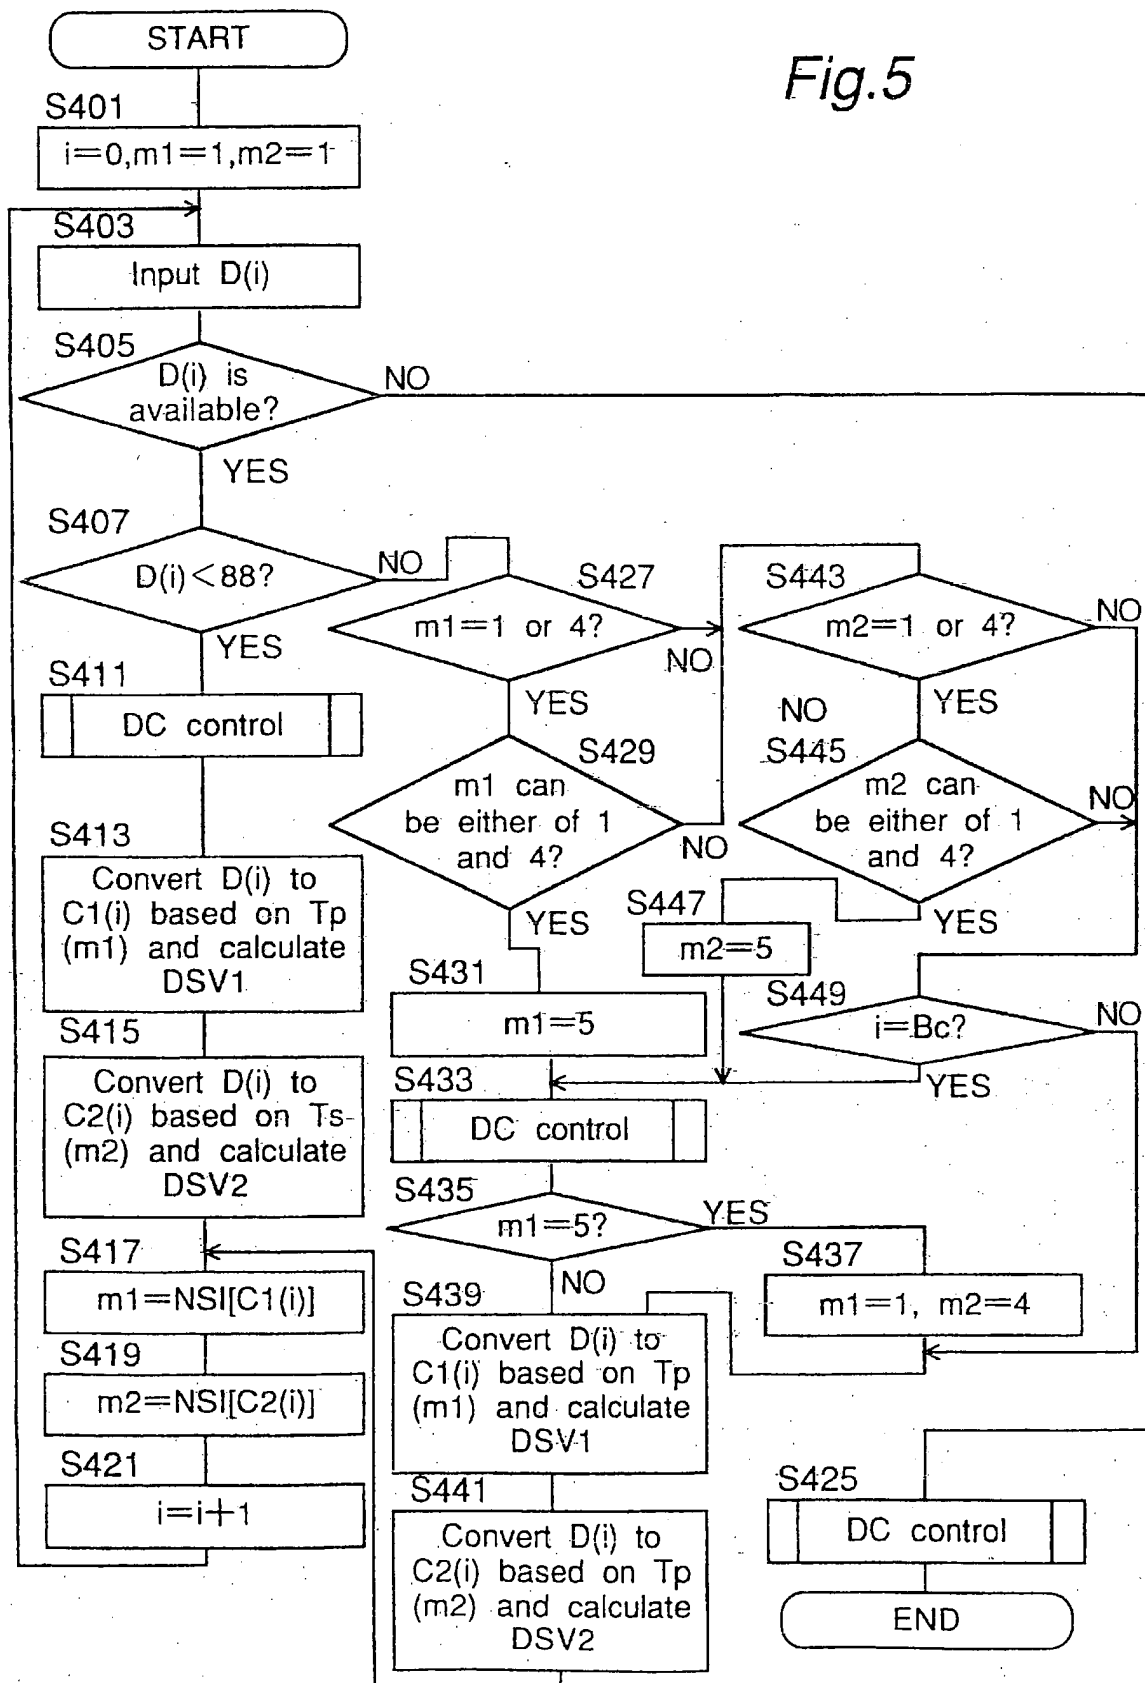 START
Fig.5
S401
i=0,m1=1,m2=1
S403
Input D(i)
S405
D(i) is
available?
NO
YES
S407
D(i)<88?
NO
YES
S411
DC control
S413
Convert D(i) to
C1(i) based on Tp
(m1) and calculate
DSV1
S415
Convert D(i) to
C2(i) based on Ts
(m2) and calculate
DSV2
S417
m1=NSI[C1(i)]
S419
m2=NSI[C2(i)]
S421
i=i+1
S427
m1=1 or 4?
NO
YES
S429
m1 can
be either of 1
and 4?
NO
YES
S431
m1=5
S433
DC control
S435
m1=5?
YES
NO
S437
m1=1, m2=4
S439
Convert D(i) to
C1(i) based on Tp
(m1) and calculate
DSV1
S441
Convert D(i) to
C2(i) based on Tp
(m2) and calculate
DSV2
S443
m2=1 or 4?
NO
YES
NO
S445
m2 can
be either of 1
and 4?
NO
YES
S447
m2=5
S449
i=Bc?
NO
YES
S425
DC control
END